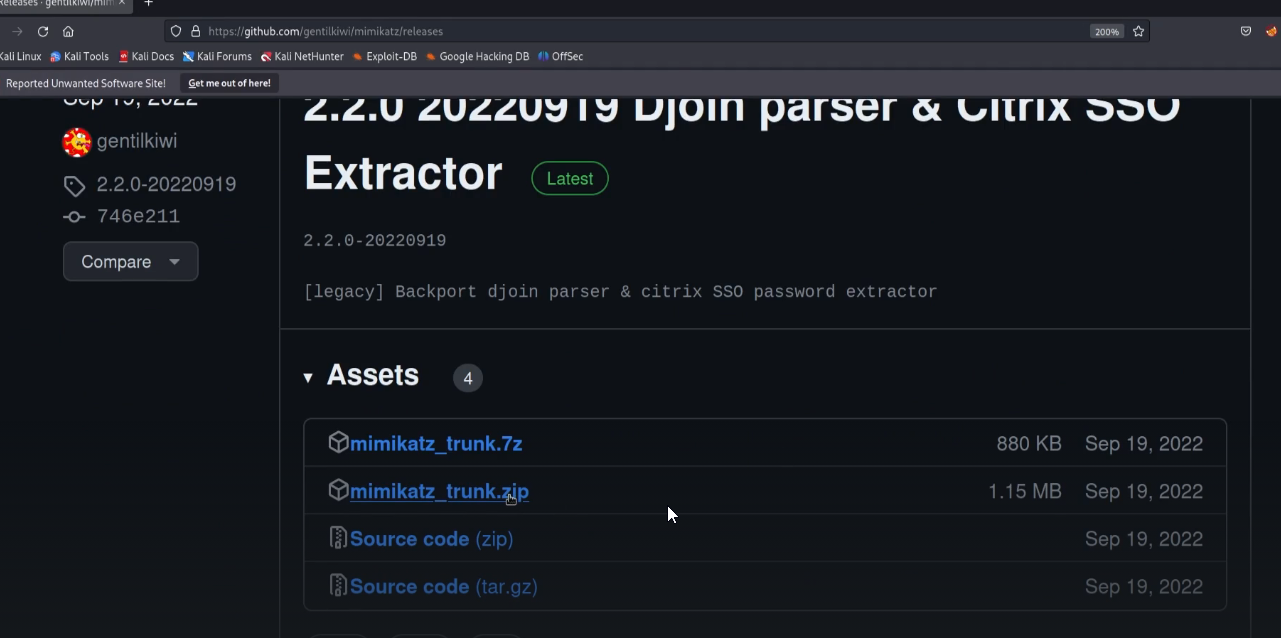 Releases · gentilkiwi/mim
https://github.com/gentilkiwi/mimikatz/releases
200%
Kali Linux Kali Tools Kali Docs Kali Forums Kali NetHunter Exploit-DB Google Hacking DB OffSec
Reported Unwanted Software Site! Get me out of here!
Sep 19, 2022
gentilkiwi
2.2.0-20220919
746e211
Compare
2.2.0 20220919 Djoin parser & Citrix SSO
Extractor Latest
2.2.0-20220919
[legacy] Backport djoin parser & citrix SSO password extractor
Assets 4
mimikatz_trunk.7z 880 KB Sep 19, 2022
mimikatz_trunk.zip 1.15 MB Sep 19, 2022
Source code (zip) Sep 19, 2022
Source code (tar.gz) Sep 19, 2022